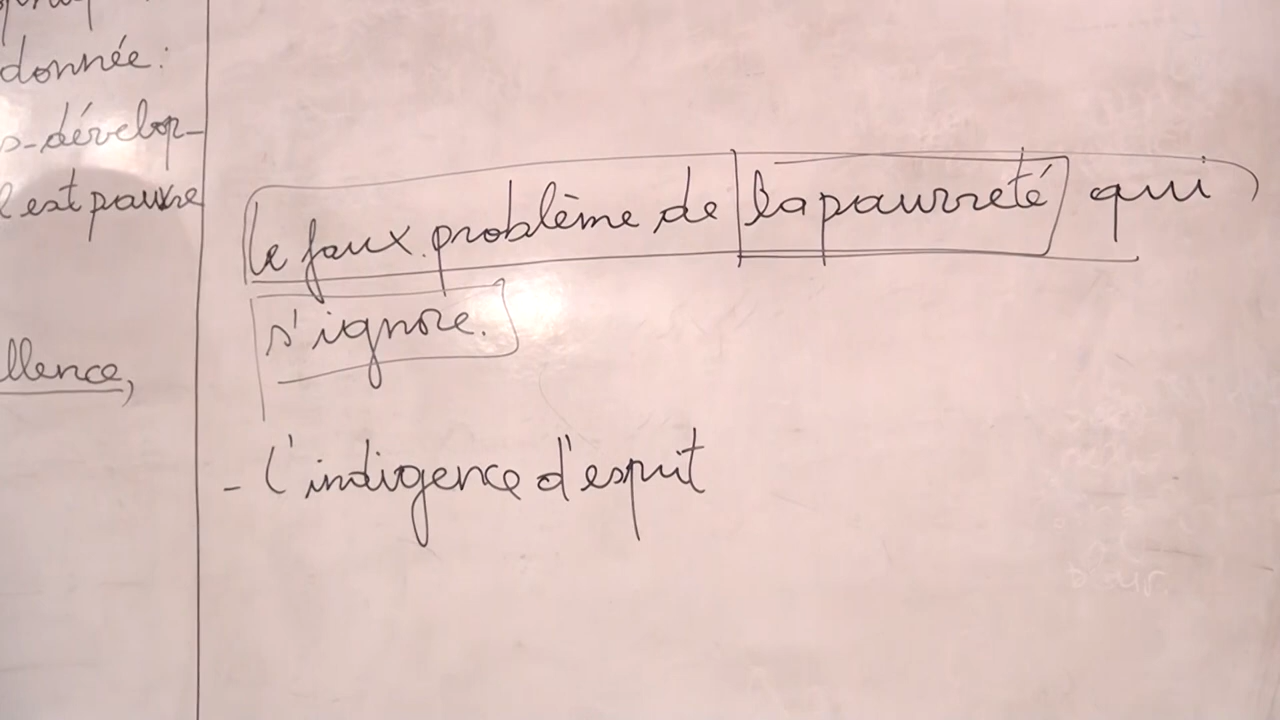 donnée:
s-dévelop-
l est pauvre
llence,
le faux problème de la pauvreté qui
s'ignore.
- l'indigence d'esprit